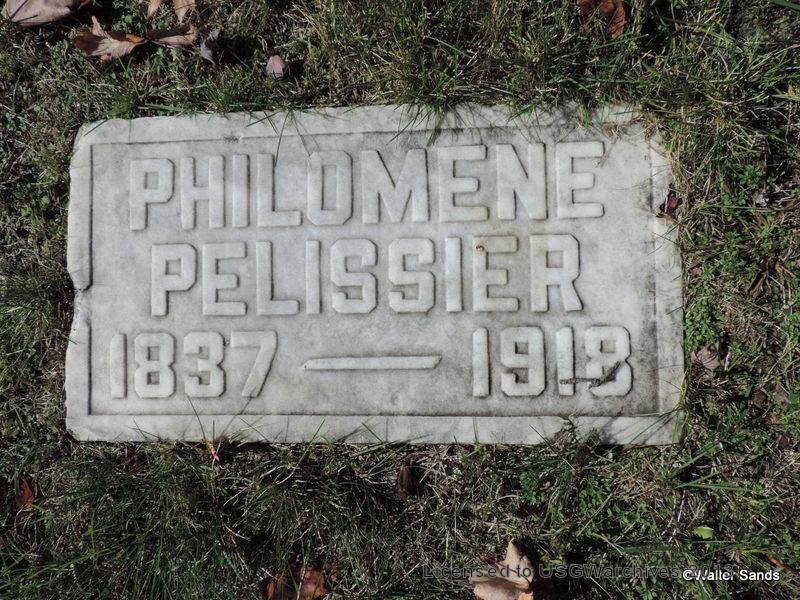 PHILOMENE
PELISSIER
1837 — 1918
Licensed to USGWarchives
©Walter Sands